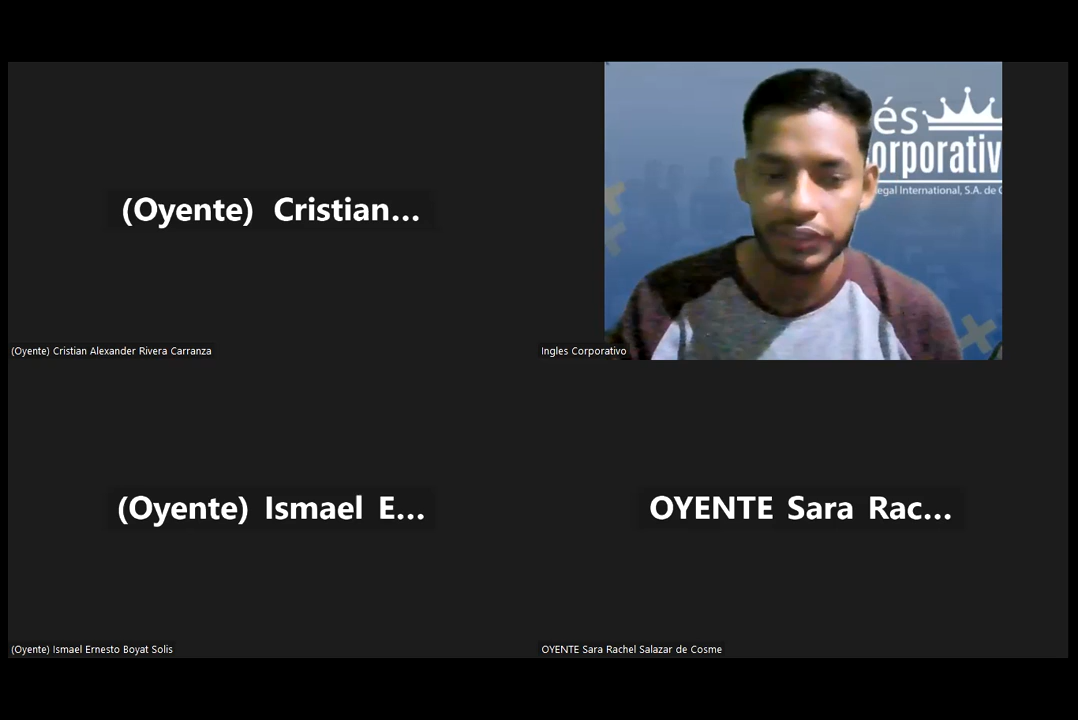 (Oyente) Cristian...
(Oyente) Cristian Alexander Rivera Carranza
és
orporativ
egal International, S.A. de
Ingles Corporativo
(Oyente) Ismael E...
(Oyente) Ismael Ernesto Boyat Solis
OYENTE Sara Rac...
OYENTE Sara Rachel Salazar de Cosme